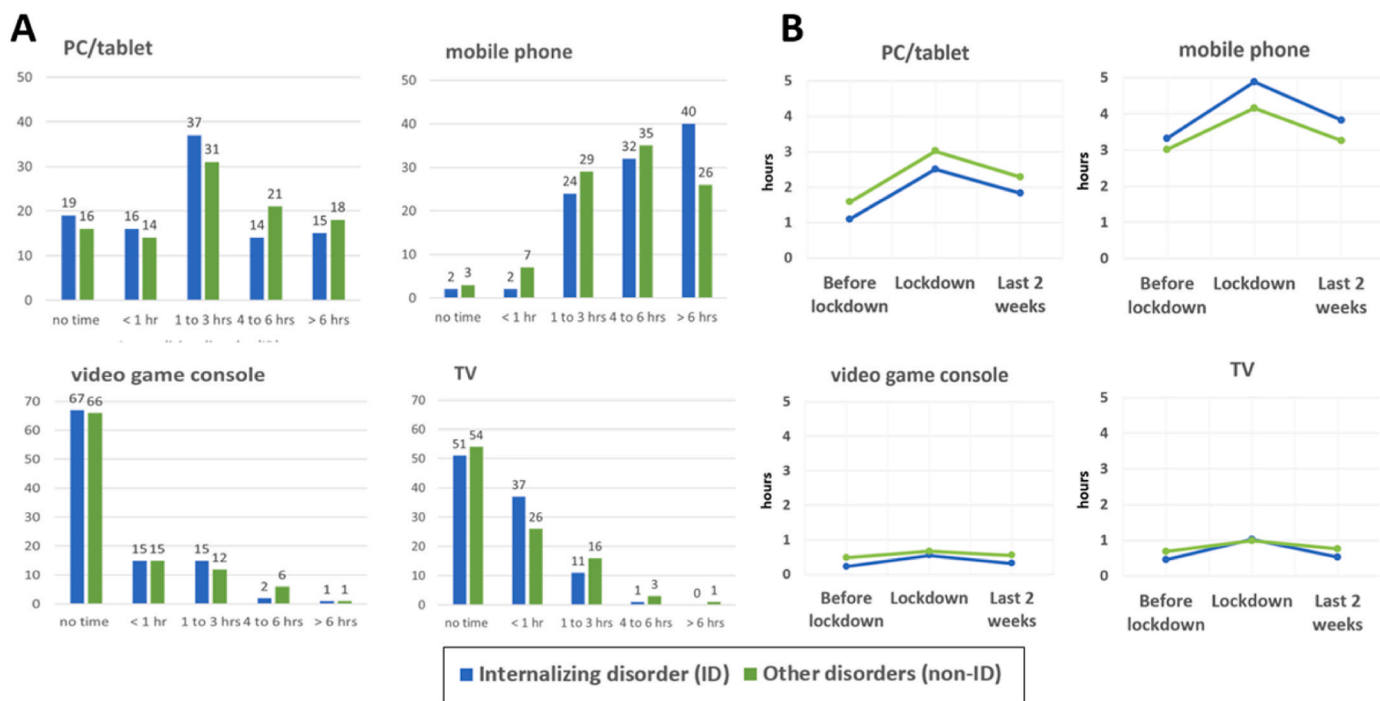 A
PC/tablet
50
40
30
20
10
0
19
16
16
14
37
31
14
21
15
18
no time
< 1 hr
1 to 3 hrs
4 to 6 hrs
> 6 hrs
mobile phone
50
40
30
20
10
0
2
3
2
7
24
29
32
35
40
26
no time
< 1 hr
1 to 3 hrs
4 to 6 hrs
> 6 hrs
video game console
70
60
50
40
30
20
10
0
67
66
15
15
15
12
2
6
1
1
no time
< 1 hr
1 to 3 hrs
4 to 6 hrs
> 6 hrs
TV
70
60
50
40
30
20
10
0
51
54
37
26
11
16
1
3
0
1
no time
< 1 hr
1 to 3 hrs
4 to 6 hrs
> 6 hrs
B
PC/tablet
hours
5
4
3
2
1
0
Before
lockdown
Lockdown
Last 2
weeks
mobile phone
hours
5
4
3
2
1
0
Before
lockdown
Lockdown
Last 2
weeks
video game console
hours
5
4
3
2
1
0
Before
lockdown
Lockdown
Last 2
weeks
TV
hours
5
4
3
2
1
0
Before
lockdown
Lockdown
Last 2
weeks
Internalizing disorder (ID)
Other disorders (non-ID)